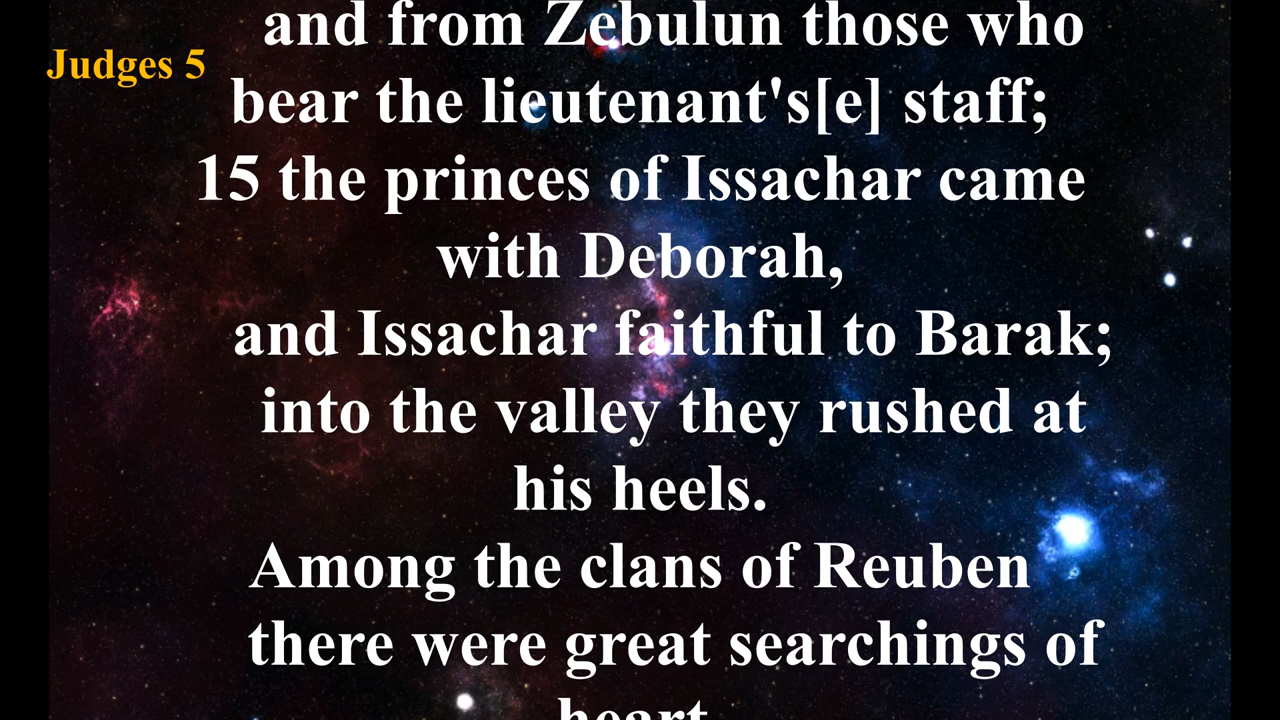 and from Zebulun those who
Judges 5
bear the lieutenant's[e] staff;
15 the princes of Issachar came
with Deborah,
and Issachar faithful to Barak;
into the valley they rushed at
his heels.
Among the clans of Reuben
there were great searchings of
heart